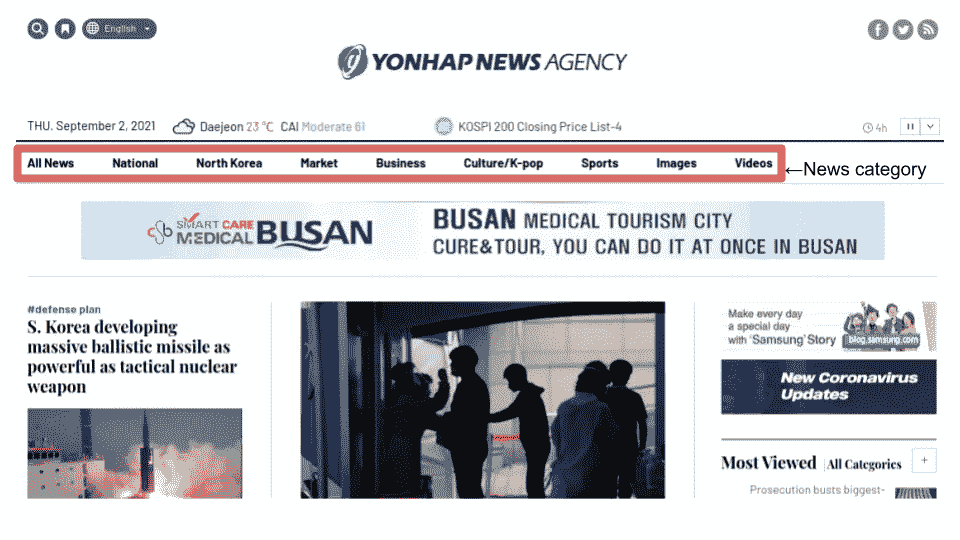 English
YONHAP NEWS AGENCY
THU. September 2, 2021 Daejeon 23 ℃ CAI Moderate 61 KOSPI 200 Closing Price List-4 4h
All News National North Korea Market Business Culture/K-pop Sports Images Videos
←News category
SMART CARE
MEDICAL BUSAN
BUSAN MEDICAL TOURISM CITY
CURE&TOUR, YOU CAN DO IT AT ONCE IN BUSAN
#defense plan
S. Korea developing
massive ballistic missile as
powerful as tactical nuclear
weapon
Make every day
a special day
with 'Samsung' Story
blog.samsung.com
New Coronavirus
Updates
Most Viewed | All Categories +
Prosecution busts biggest-